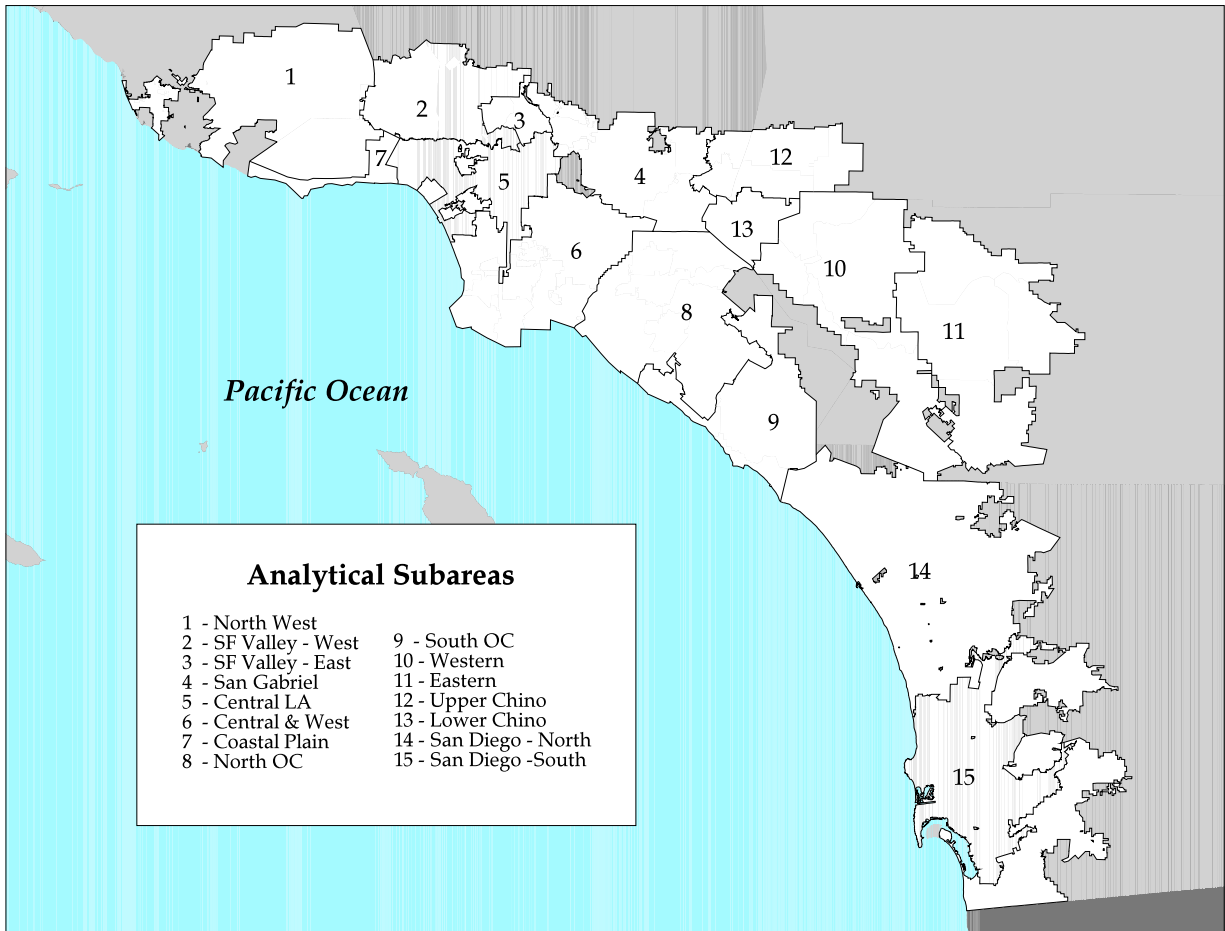 1
2
3
7
12
4
5
13
6
10
8
11
Pacific Ocean
9
Analytical Subareas
1 - North West
2 - SF Valley - West
3 - SF Valley - East
4 - San Gabriel
5 - Central LA
6 - Central & West
7 - Coastal Plain
8 - North OC
9 - South OC
10 - Western
11 - Eastern
12 - Upper Chino
13 - Lower Chino
14 - San Diego - North
15 - San Diego -South
14
15